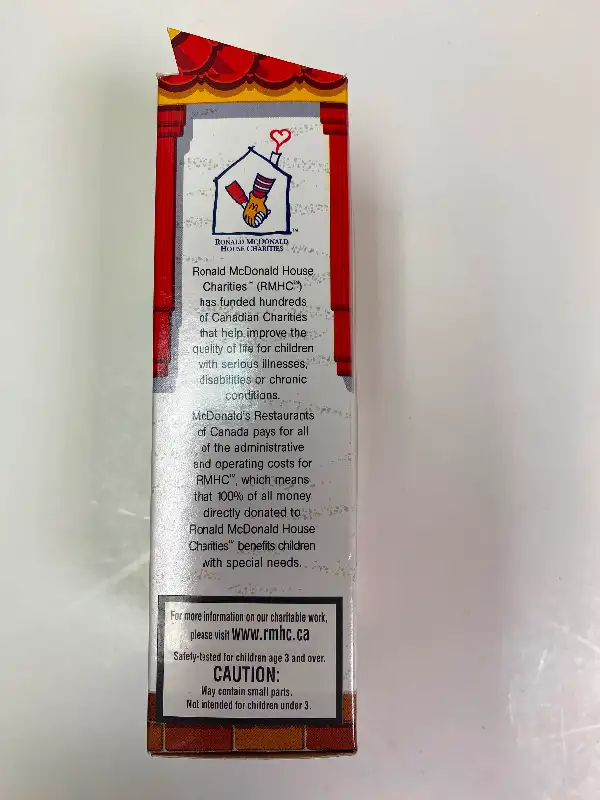 RONALD McDONALD
HOUSE CHARITIES
Ronald McDonald House
Charities™ (RMHC™)
has funded hundreds
of Canadian Charities
that help improve the
quality of life for children
with serious illnesses,
disabilities or chronic
conditions.
McDonald's Restaurants
of Canada pays for all
of the administrative
and operating costs for
RMHC™, which means
that 100% of all money
directly donated to
Ronald McDonald House
Charities™ benefits children
with special needs.
For more information on our charitable work,
please visit www.rmhc.ca
Safety-tested for children age 3 and over.
CAUTION:
May contain small parts.
Not intended for children under 3.